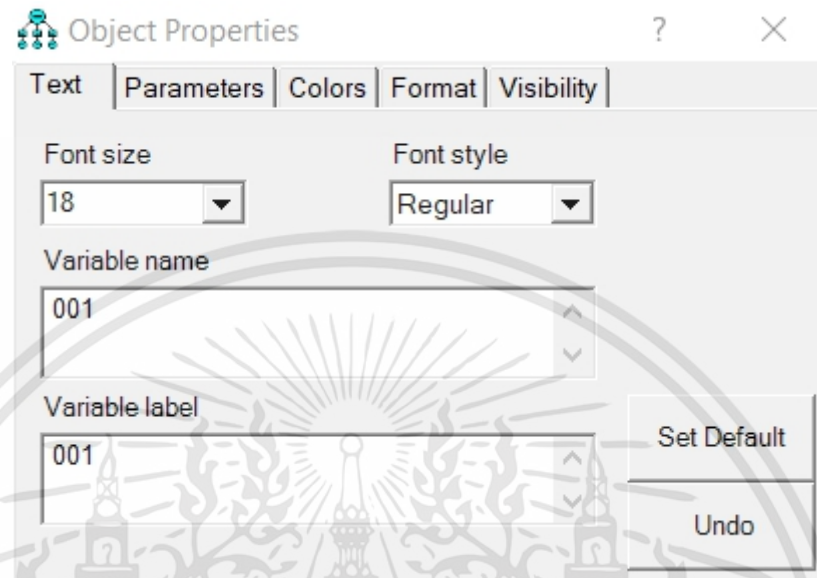 Object Properties ?
Text Parameters Colors Format Visibility
Font size Font style
18 Regular
Variable name
001
Variable label
001
Set Default
Undo